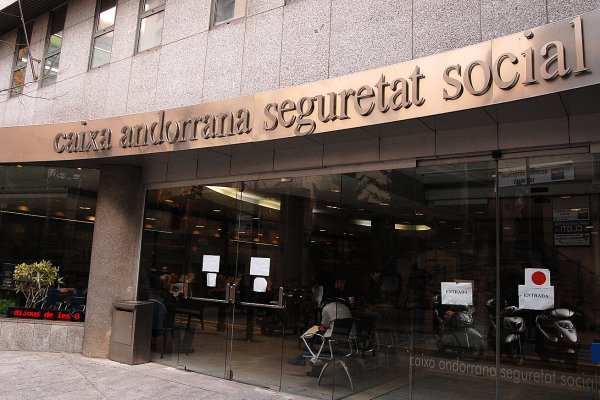 caixa andorrana seguretat social
ENTRADA
ENTRADA
dijous de les 8
caixa andorrana seguretat social